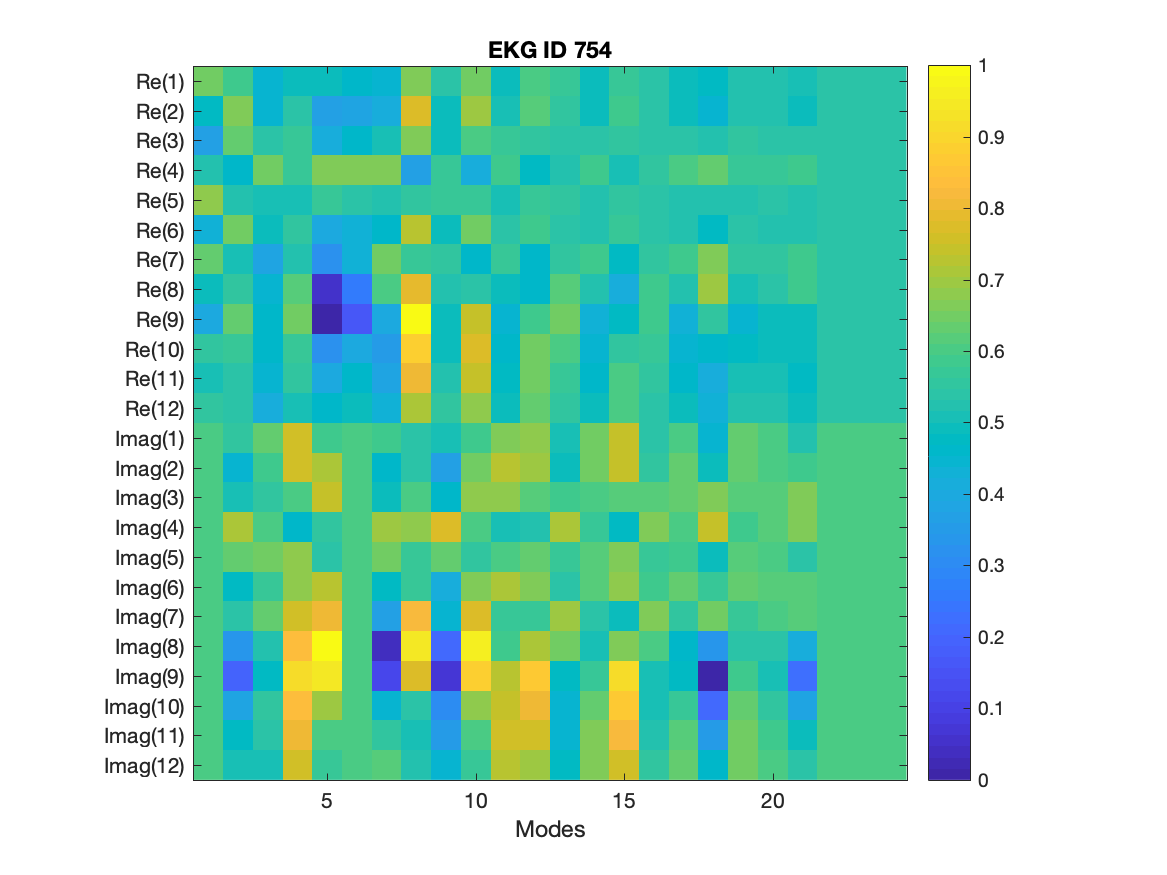 EKG ID 754
Re(1)
Re(2)
Re(3)
Re(4)
Re(5)
Re(6)
Re(7)
Re(8)
Re(9)
Re(10)
Re(11)
Re(12)
Imag(1)
Imag(2)
Imag(3)
Imag(4)
Imag(5)
Imag(6)
Imag(7)
Imag(8)
Imag(9)
Imag(10)
Imag(11)
Imag(12)
5 10 15 20
Modes
1
0.9
0.8
0.7
0.6
0.5
0.4
0.3
0.2
0.1
0